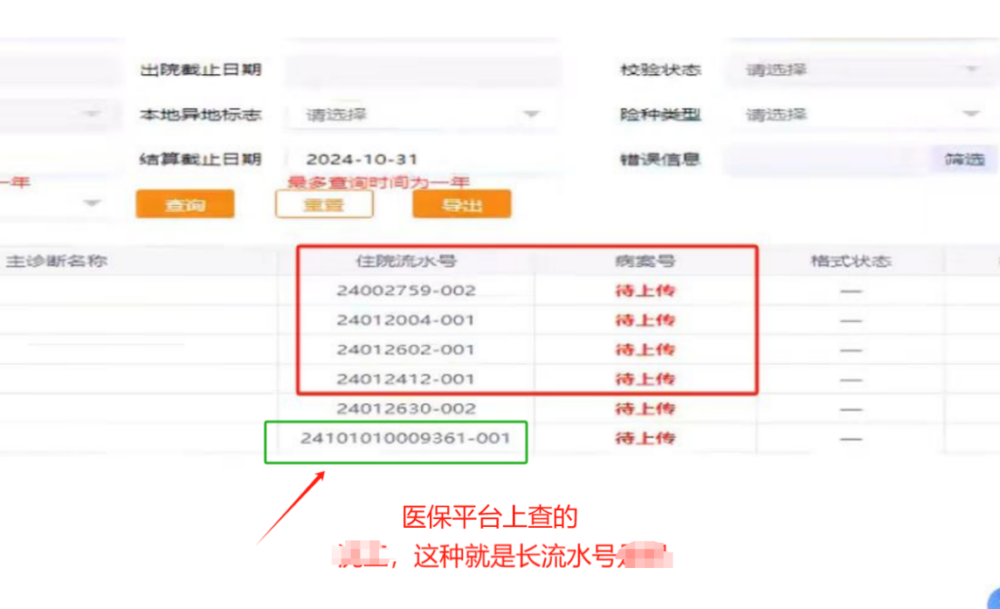 出院截止日期 校验状态 请选择
本地异地标志 请选择 险种类型 请选择
结算截止日期 2024-10-31 错误信息 筛选
一年 最多查询时间为一年
查询 重置 导出
主诊断名称 住院流水号 病案号 格式状态
24002759-002 待上传 —
24012004-001 待上传 —
24012602-001 待上传 —
24012412-001 待上传 —
24012630-002 待上传 —
24101010009361-001 待上传 —
医保平台上查的
,这种就是长流水号